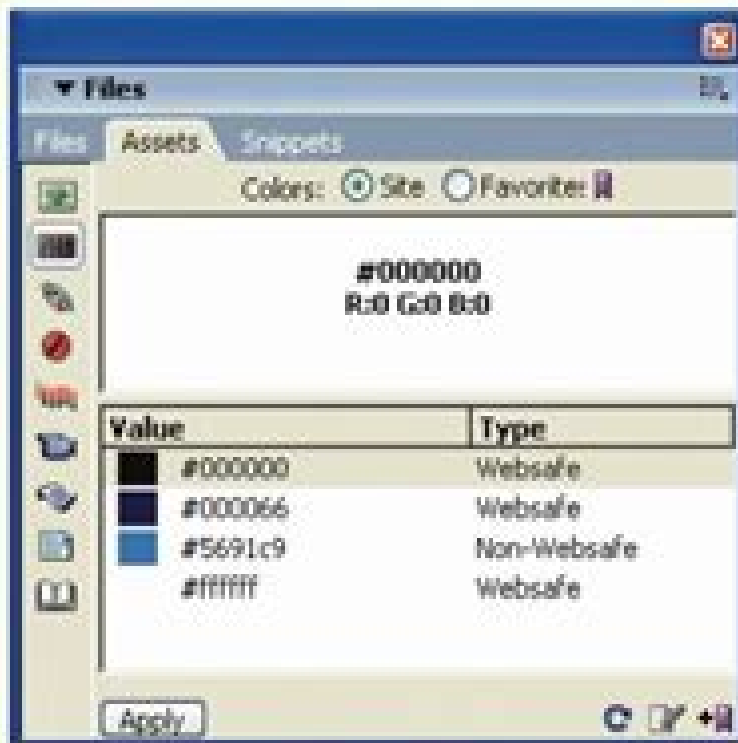 Files
Files Assets Snippets
Colors: Site Favorites
#000000
R:0 G:0 B:0
Value Type
#000000 Websafe
#000066 Websafe
#5691c9 Non-Websafe
#ffffff Websafe
Apply